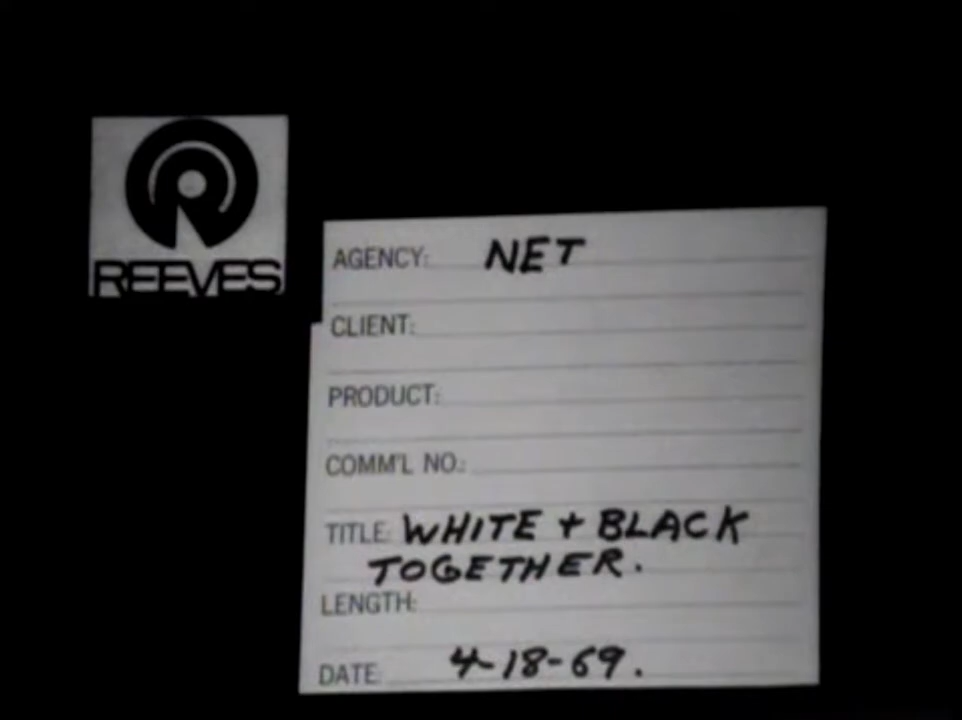 REEVES
AGENCY: NET
CLIENT:
PRODUCT:
COMM'L NO.:
TITLE: WHITE + BLACK
TOGETHER.
LENGTH:
DATE: 4-18-69.